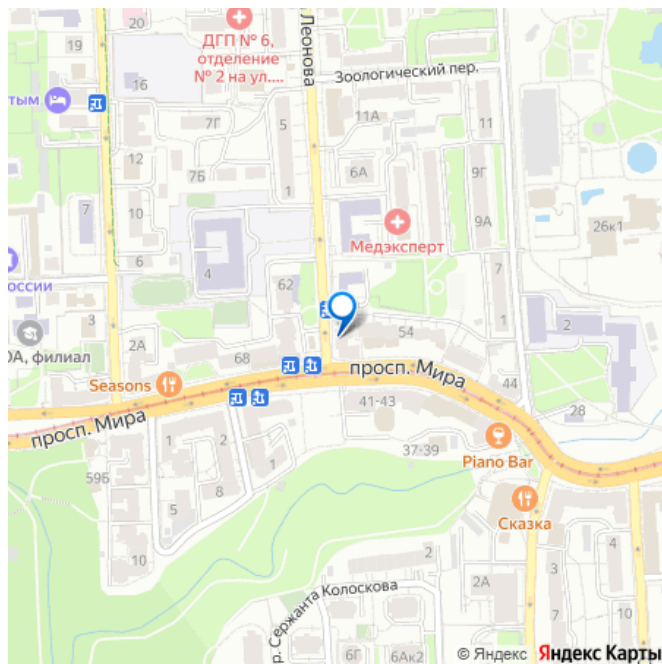 20
19
ДГП № 6,
отделение
№ 2 на ул....
Леонова
Зоологический пер.
16
тым
7Г
5
11А
11
12
7Б
1
6А
9Г
9А
Медэксперт
7
10
26к1
6
4
7
62
России
3
2А
68
54
2
ОА, филиал
просп. Мира
44
Seasons
41-43
28
просп. Мира
1
2
37-39
Piano Bar
59Б
1
8
5
Сказка
10
2
4
2А
3
р. Сержанта Колоскова
7
10
6Г
6Ак2
© Яндекс Яндекс Карты